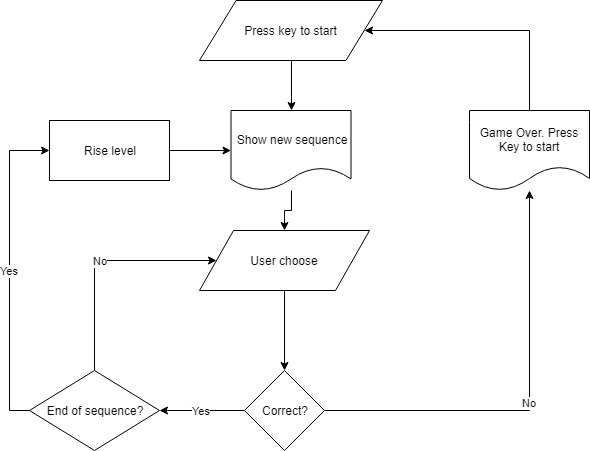 Press key to start
Show new sequence
Rise level
Game Over. Press
Key to start
User choose
No
Yes
End of sequence?
Yes
Correct?
No